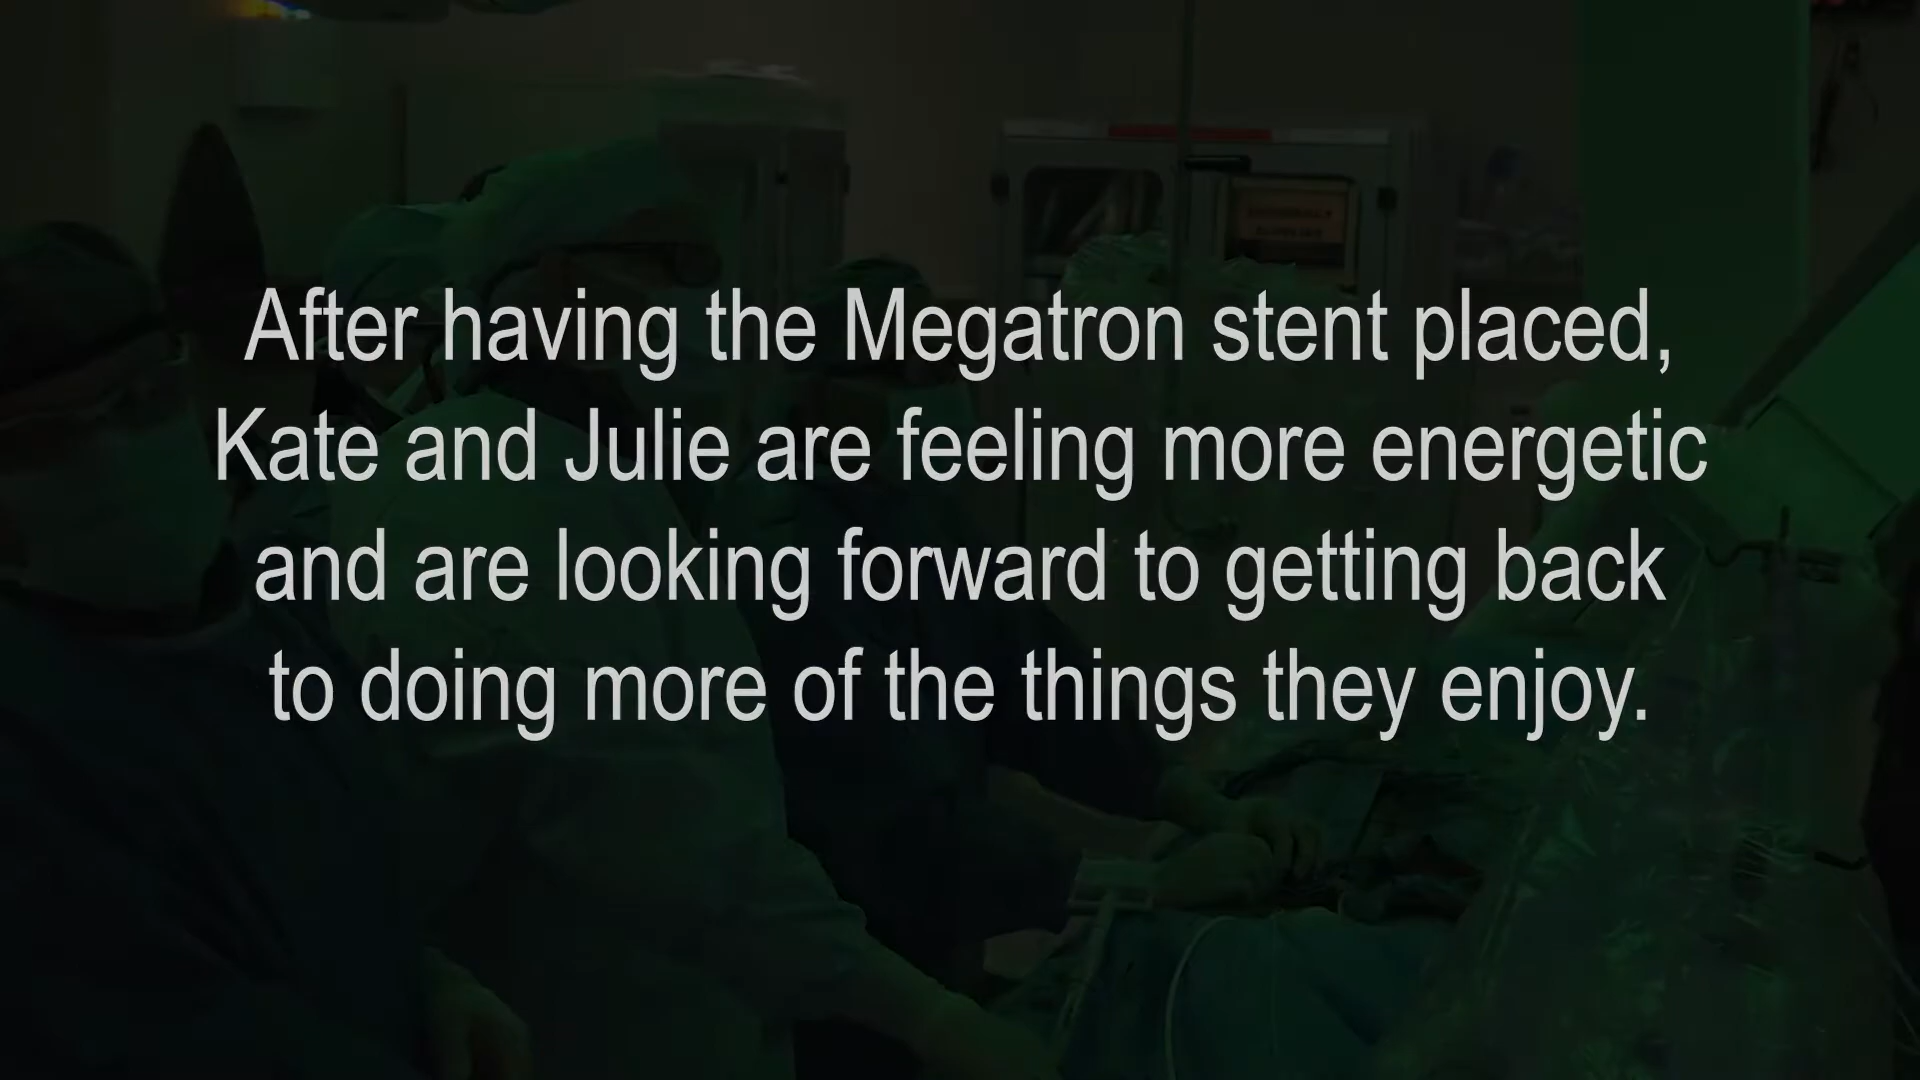 After having the Megatron stent placed,
Kate and Julie are feeling more energetic
and are looking forward to getting back
to doing more of the things they enjoy.